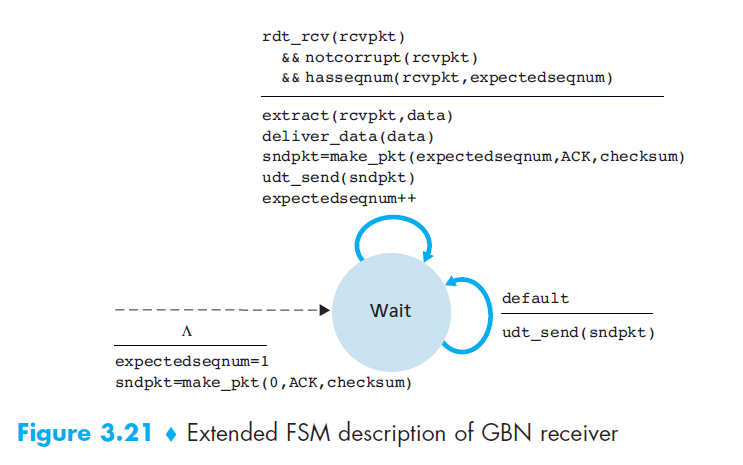 rdt_rcv(rcvpkt)
&& notcorrupt(rcvpkt)
&& hasseqnum(rcvpkt,expectedseqnum)
extract(rcvpkt,data)
deliver_data(data)
sndpkt=make_pkt(expectedseqnum,ACK,checksum)
udt_send(sndpkt)
expectedseqnum++
Wait
default
udt_send(sndpkt)
Λ
expectedseqnum=1
sndpkt=make_pkt(0,ACK,checksum)
Figure 3.21 ♦ Extended FSM description of GBN receiver